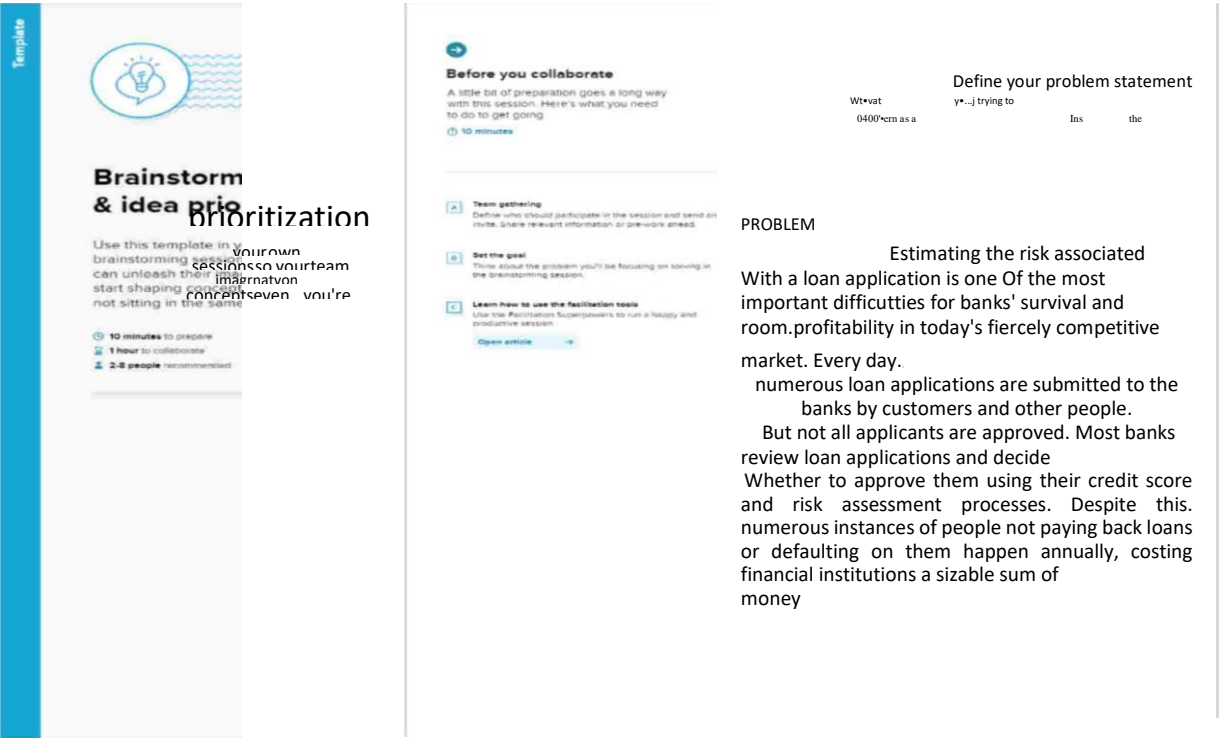 Template
Brainstorm
& idea prioritization
Use this template in your own
brainstorming sessions so your team
can unleash their imagrnatyon
start shaping concepts even you're
not sitting in the same
10 minutes to prepare
1 hour to collaborate
2-8 people recommended
Before you collaborate
A little bit of preparation goes a long way
with this session. Here's what you need
to do to get going.
10 minutes
A
Team gathering
Define who should participate in the session and send an
invite. Share relevant information or pre-work ahead.
B
Set the goal
Think about the problem you'll be focusing on solving in
the brainstorming session.
C
Learn how to use the facilitation tools
Use the Facilitation Superpowers to run a happy and
productive session.
Open article
Define your problem statement
Wt•vat y•...j trying to
0400'•ern as a Ins the
PROBLEM
Estimating the risk associated
With a loan application is one Of the most
important difficutties for banks' survival and
room.profitability in today's fiercely competitive
market. Every day.
numerous loan applications are submitted to the
banks by customers and other people.
But not all applicants are approved. Most banks
review loan applications and decide
Whether to approve them using their credit score
and risk assessment processes. Despite this.
numerous instances of people not paying back loans
or defaulting on them happen annually, costing
financial institutions a sizable sum of
money